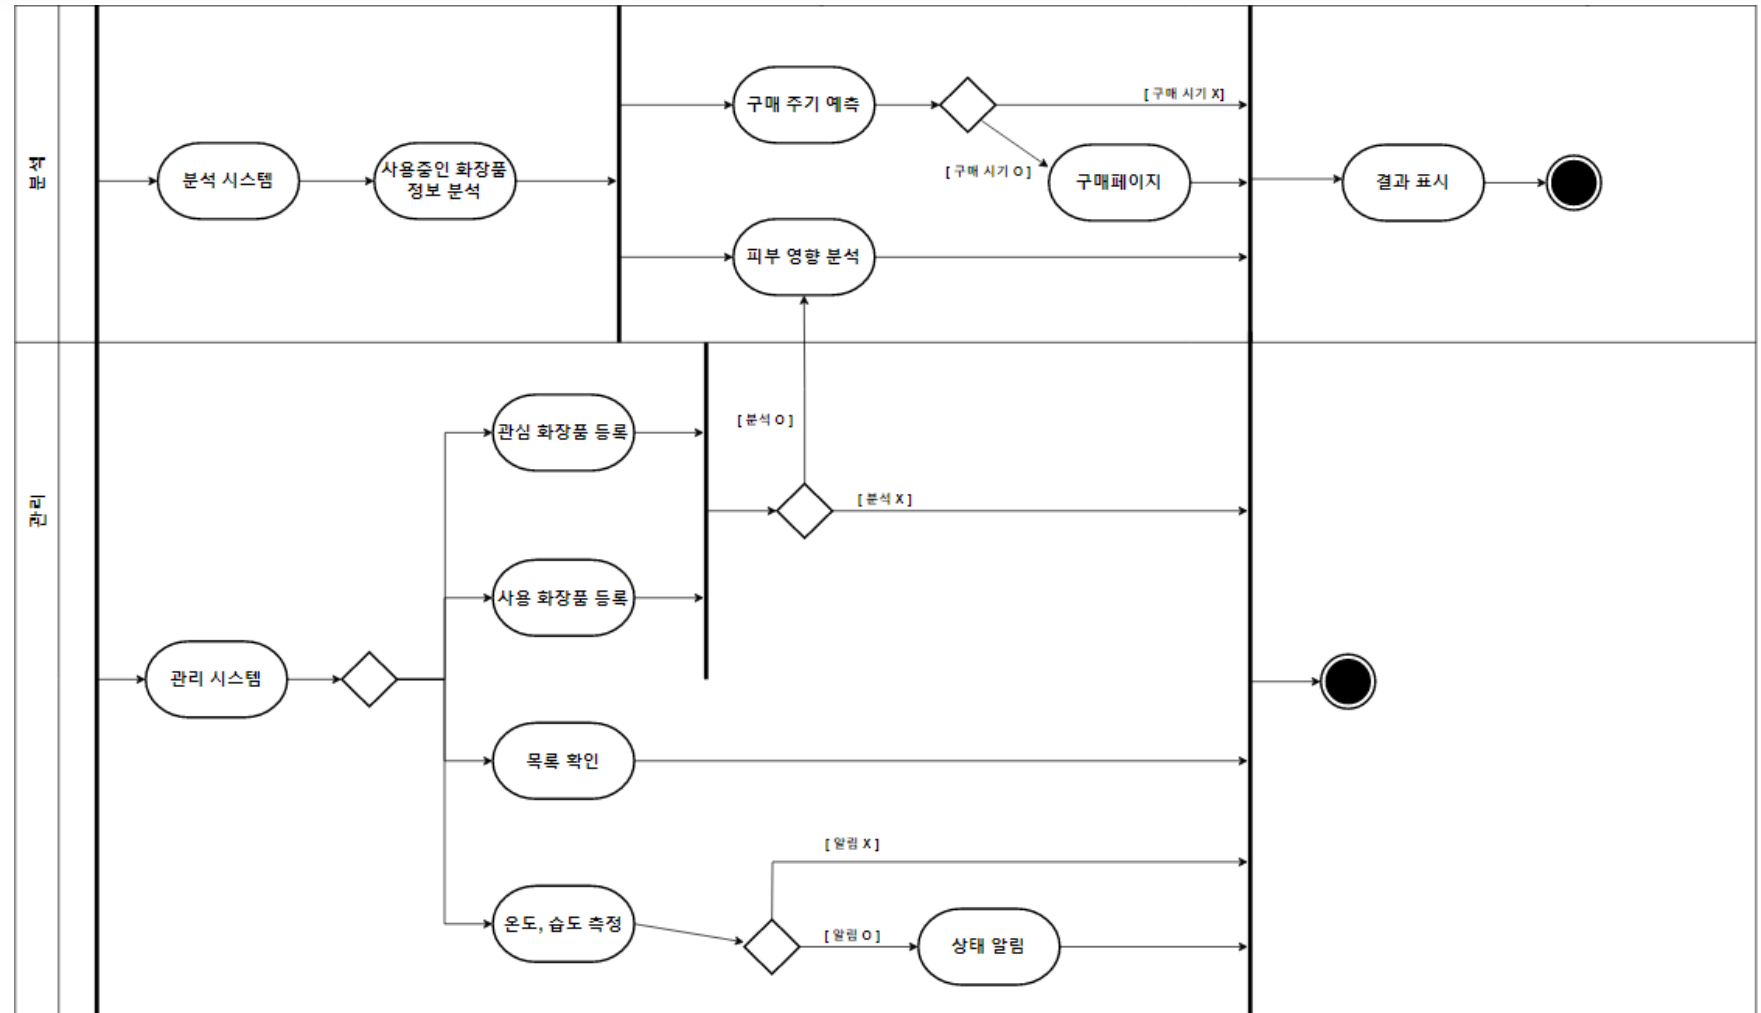 분석
분석 시스템
사용중인 화장품
정보 분석
구매 주기 예측
[ 구매 시기 X]
[ 구매 시기 O ]
구매페이지
피부 영향 분석
결과 표시
관리
관리 시스템
관심 화장품 등록
[ 분석 O ]
[ 분석 X ]
사용 화장품 등록
목록 확인
온도, 습도 측정
[ 알림 X ]
[ 알림 O ]
상태 알림